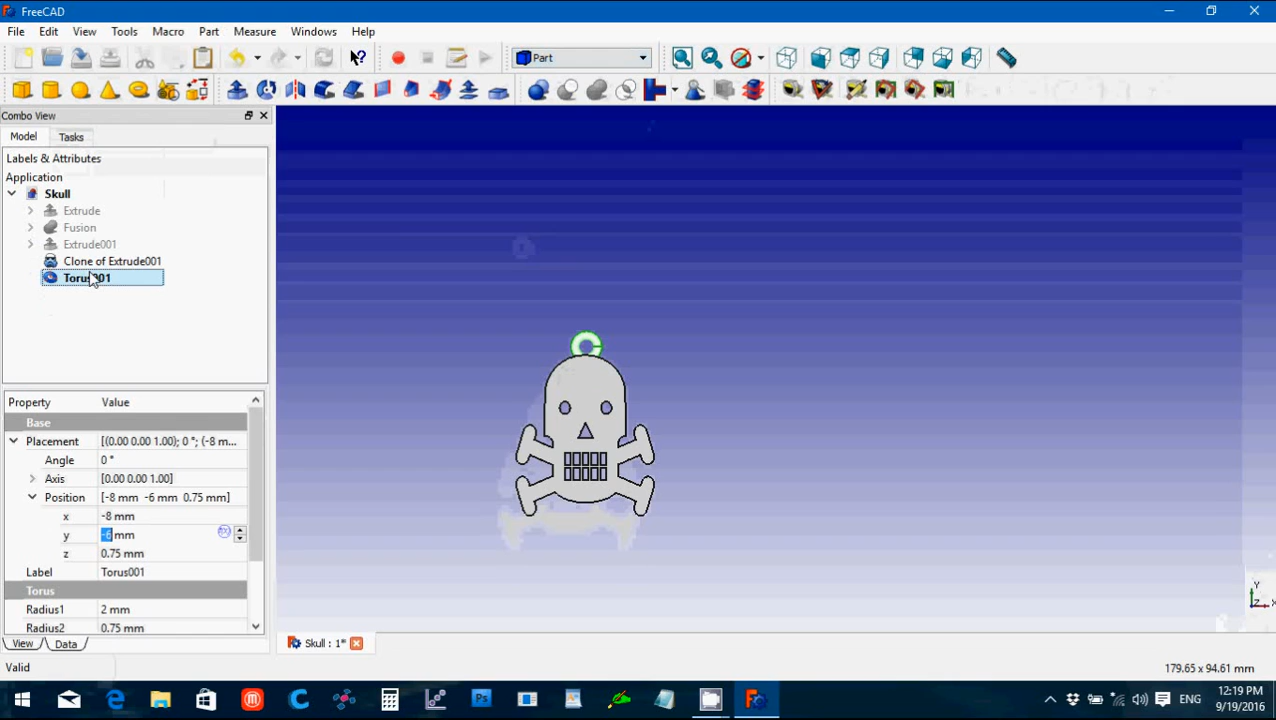 FreeCAD
File Edit View Tools Macro Part Measure Windows Help
Part
Combo View
Model Tasks
Labels & Attributes
Application
Skull
Extrude
Fusion
Extrude001
Clone of Extrude001
Torus001
Property Value
Base
Placement [(0.00 0.00 1.00); 0 °; (-8 m...
Angle 0 °
Axis [0.00 0.00 1.00]
Position [-8 mm -6 mm 0.75 mm]
x -8 mm
y -6 mm
z 0.75 mm
Label Torus001
Torus
Radius1 2 mm
Radius2 0.75 mm
View Data
Skull : 1*
Y
Z X
Valid
179.65 x 94.61 mm
ENG
12:19 PM
9/19/2016